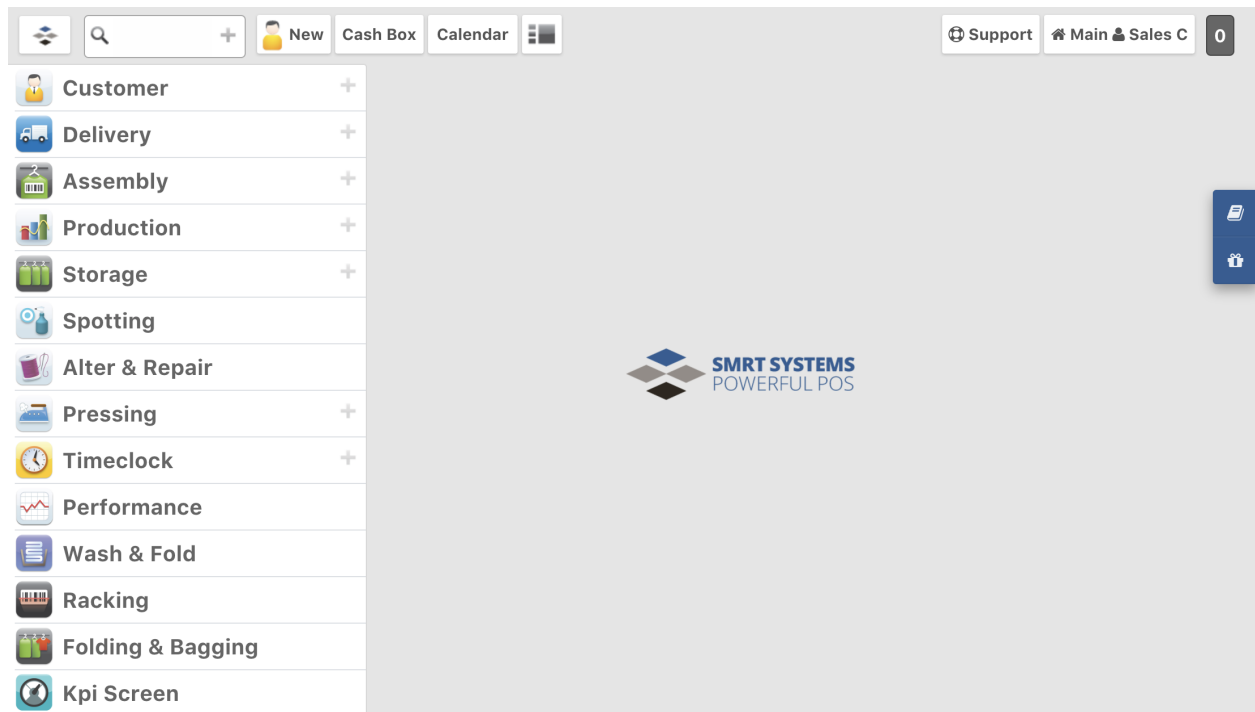 New
Cash Box
Calendar
Support
Main Sales C
0
Customer
Delivery
Assembly
Production
Storage
Spotting
Alter & Repair
Pressing
Timeclock
Performance
Wash & Fold
Racking
Folding & Bagging
Kpi Screen
SMRT SYSTEMS
POWERFUL POS